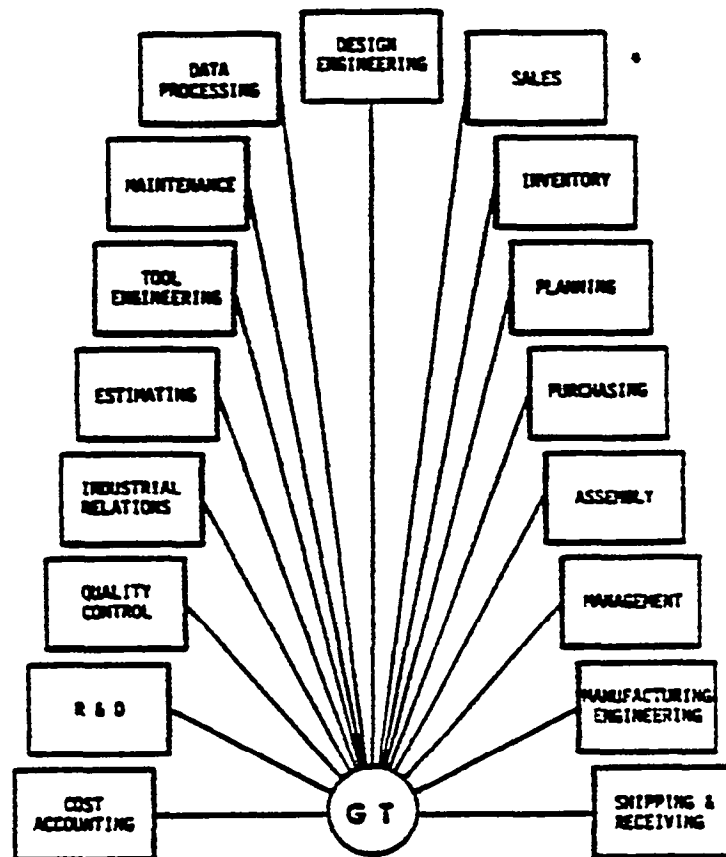 DESIGN
ENGINEERING
DATA
PROCESSING
SALES
MAINTENANCE
INVENTORY
TOOL
ENGINEERING
PLANNING
ESTIMATING
PURCHASING
INDUSTRIAL
RELATIONS
ASSEMBLY
QUALITY
CONTROL
MANAGEMENT
R & D
MANUFACTURING
ENGINEERING
COST
ACCOUNTING
G T
SHIPPING &
RECEIVING